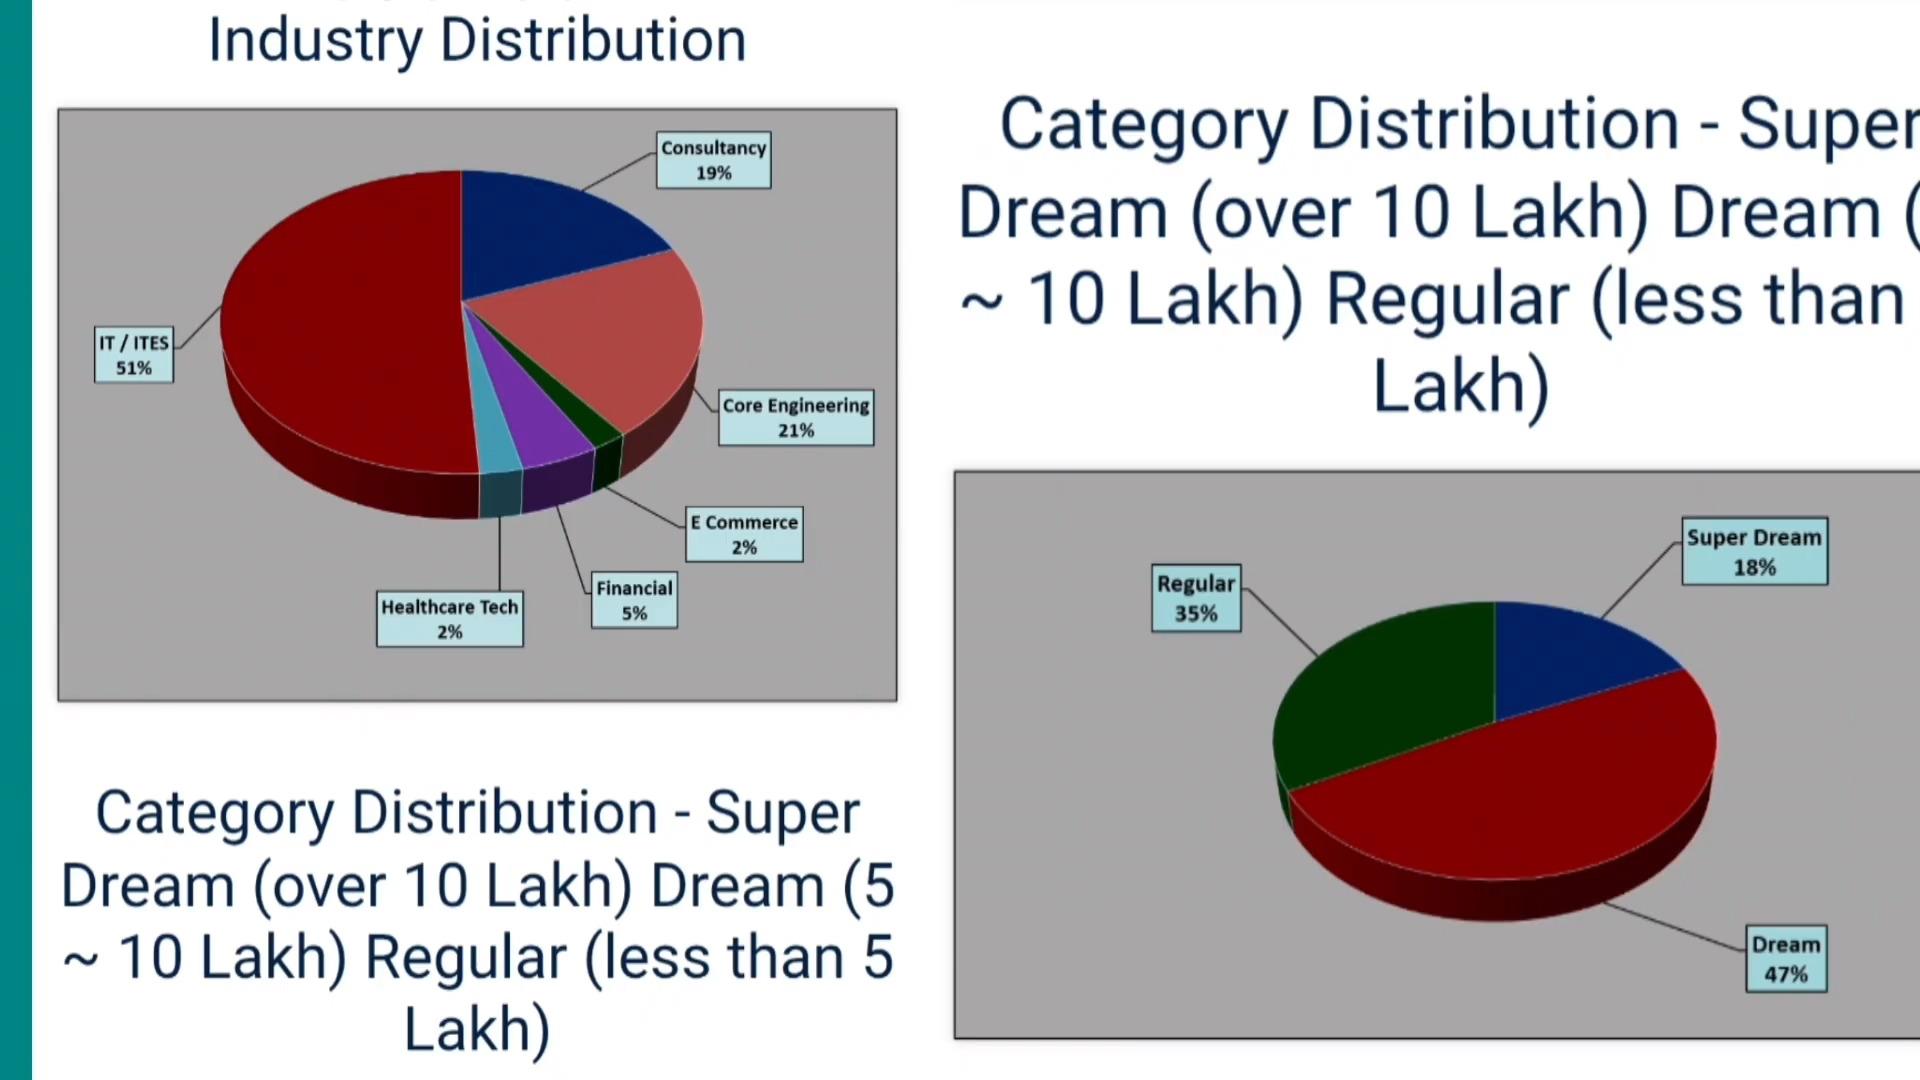 Industry Distribution
Consultancy
19%
IT / ITES
51%
Core Engineering
21%
E Commerce
2%
Financial
5%
Healthcare Tech
2%
Category Distribution - Super
Dream (over 10 Lakh) Dream (5
~ 10 Lakh) Regular (less than 5
Lakh)
Category Distribution - Super
Dream (over 10 Lakh) Dream (
~ 10 Lakh) Regular (less than
Lakh)
Super Dream
18%
Regular
35%
Dream
47%